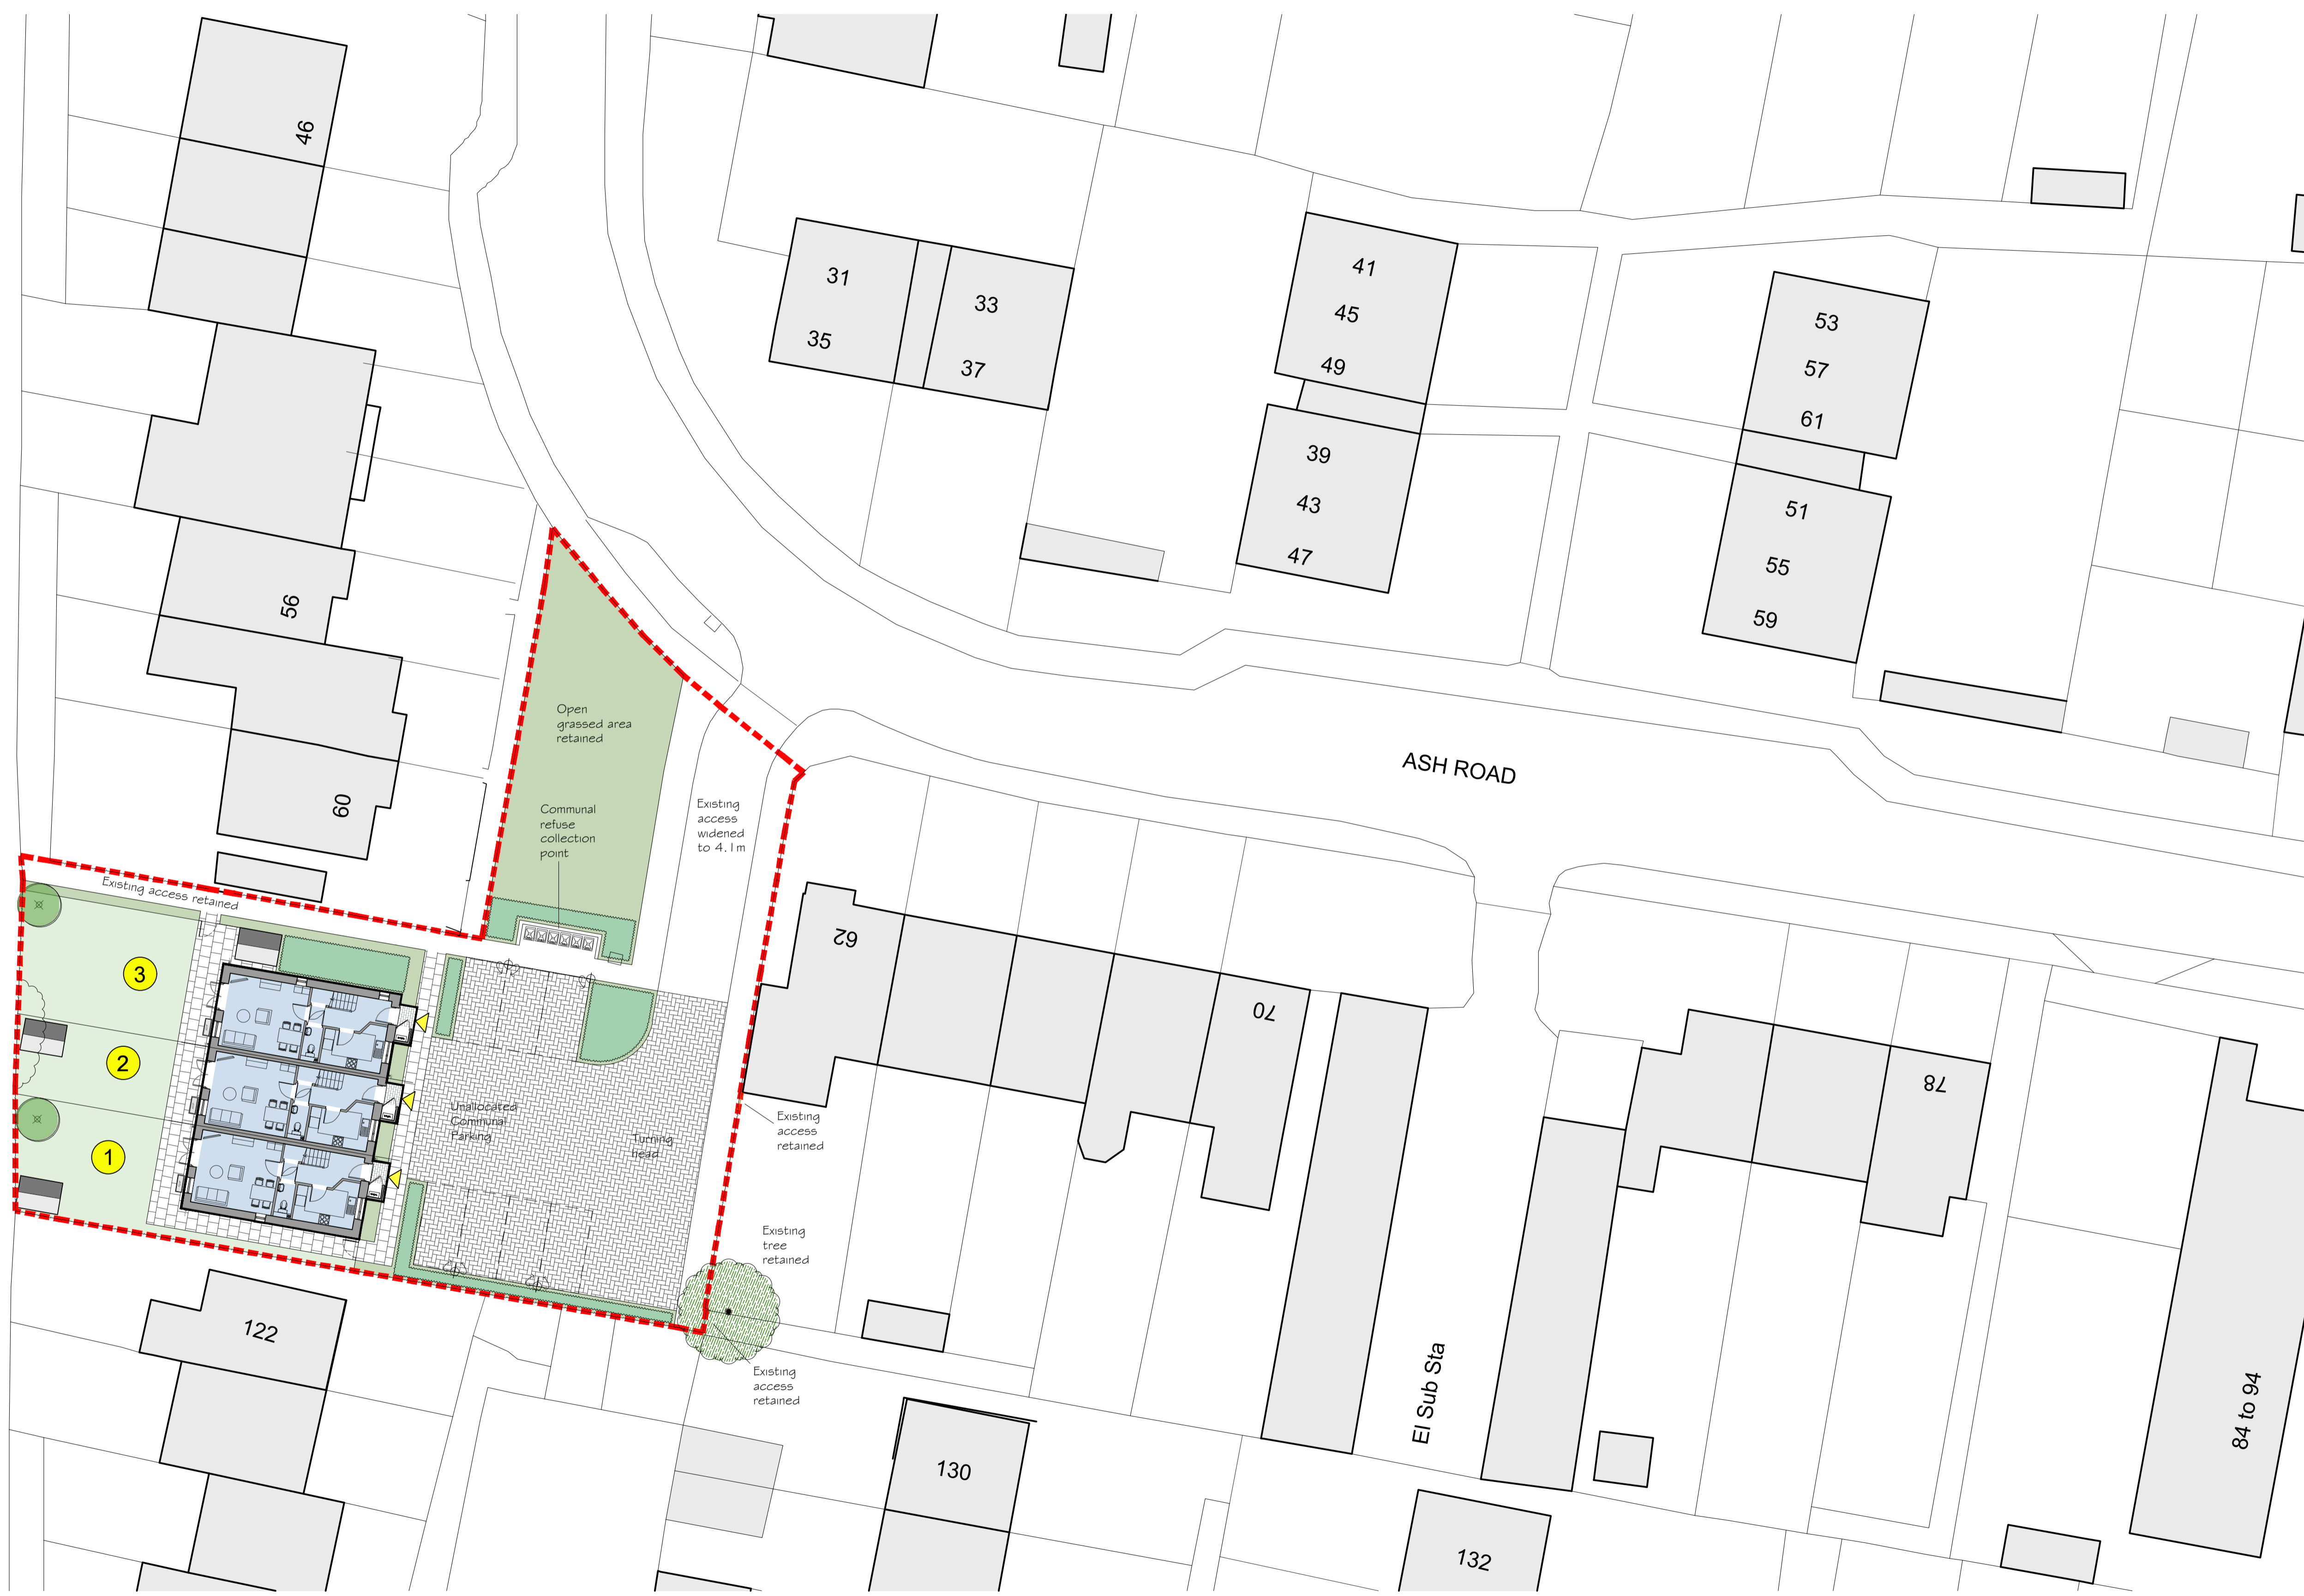 46
31
35
33
37
41
45
49
39
43
47
53
57
61
51
55
59
56
60
Open
grassed area
retained
Communal
refuse
collection
point
Existing
access
widened
to 4.1m
ASH ROAD
Existing access retained
3
2
1
Unallocated
Communal
Parking
Turning
head
Existing
access
retained
Existing
tree
retained
Existing
access
retained
62
70
78
El Sub Sta
84 to 94
122
130
132